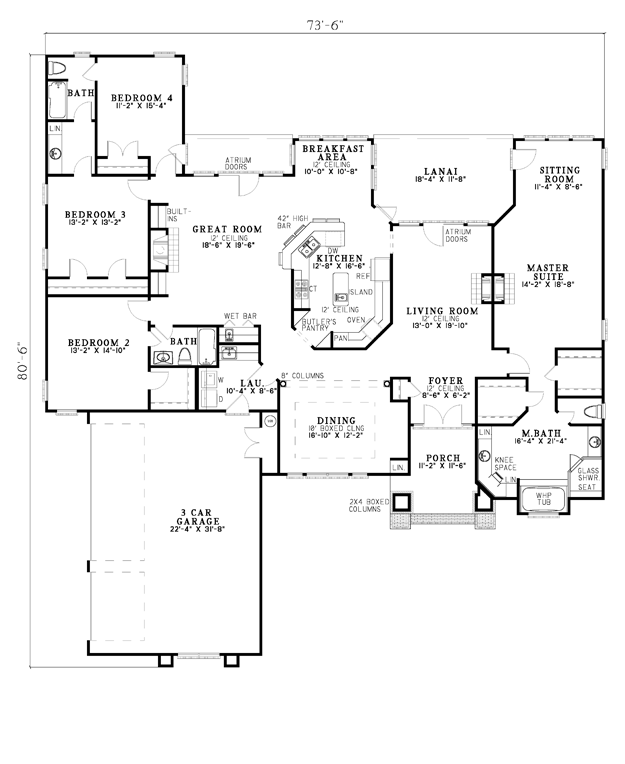 73'-6"
80'-6"
BATH
LIN
BEDROOM 4
11'-2" X 15'-4"
ATRIUM
DOORS
BREAKFAST
AREA
12' CEILING
10'-0" X 10'-8"
LANAI
18'-4" X 11'-8"
SITTING
ROOM
11'-4" X 8'-6"
BEDROOM 3
13'-2" X 13'-2"
BUILT-
INS
GREAT ROOM
12' CEILING
18'-6" X 19'-6"
42" HIGH
BAR
DW
KITCHEN
12'-8" X 16'-6"
REF
CT
ISLAND
12' CEILING
OVEN
BUTLER'S
PANTRY
PAN
ATRIUM
DOORS
LIVING ROOM
12' CEILING
13'-0" X 19'-10"
MASTER
SUITE
14'-2" X 18'-8"
BEDROOM 2
13'-2" X 14'-10"
BATH
WET BAR
W
D
LAU.
10'-4" X 8'-6"
8" COLUMNS
DINING
10' BOXED CLNG
16'-10" X 12'-2"
FOYER
12' CEILING
8'-6" X 6'-2"
PORCH
11'-2" X 11'-6"
LIN
2X4 BOXED
COLUMNS
LIN
M.BATH
16'-4" X 21'-4"
KNEE
SPACE
LIN
WHP
TUB
GLASS
SHWR.
SEAT
3 CAR
GARAGE
22'-4" X 31'-8"